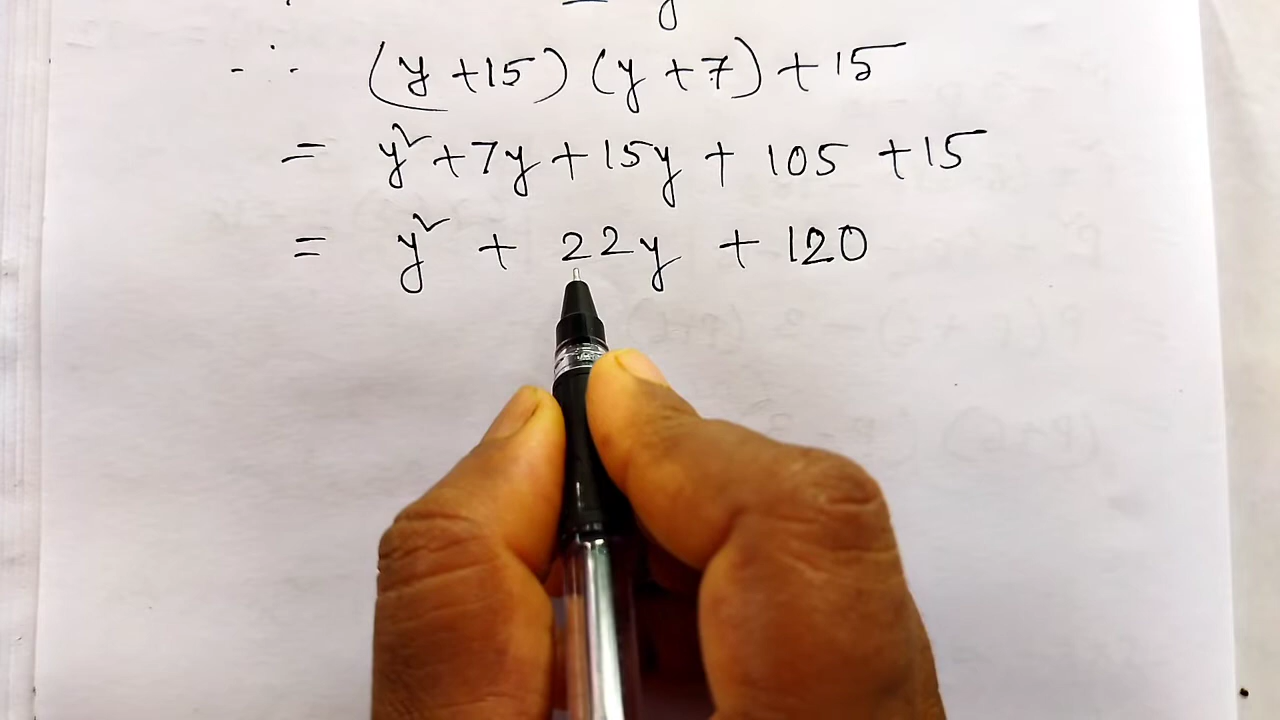 ∴ (y+15)(y+7)+15
= y²+7y+15y+105+15
= y²+22y+120